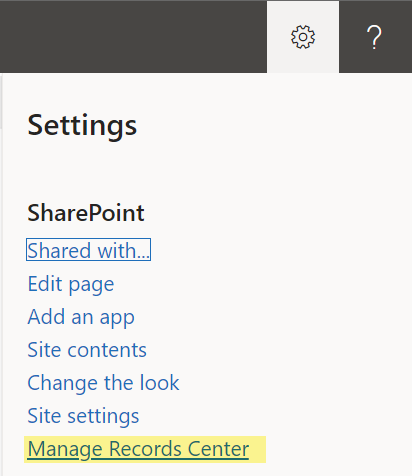 ?
Settings
SharePoint
Shared with...
Edit page
Add an app
Site contents
Change the look
Site settings
Manage Records Center